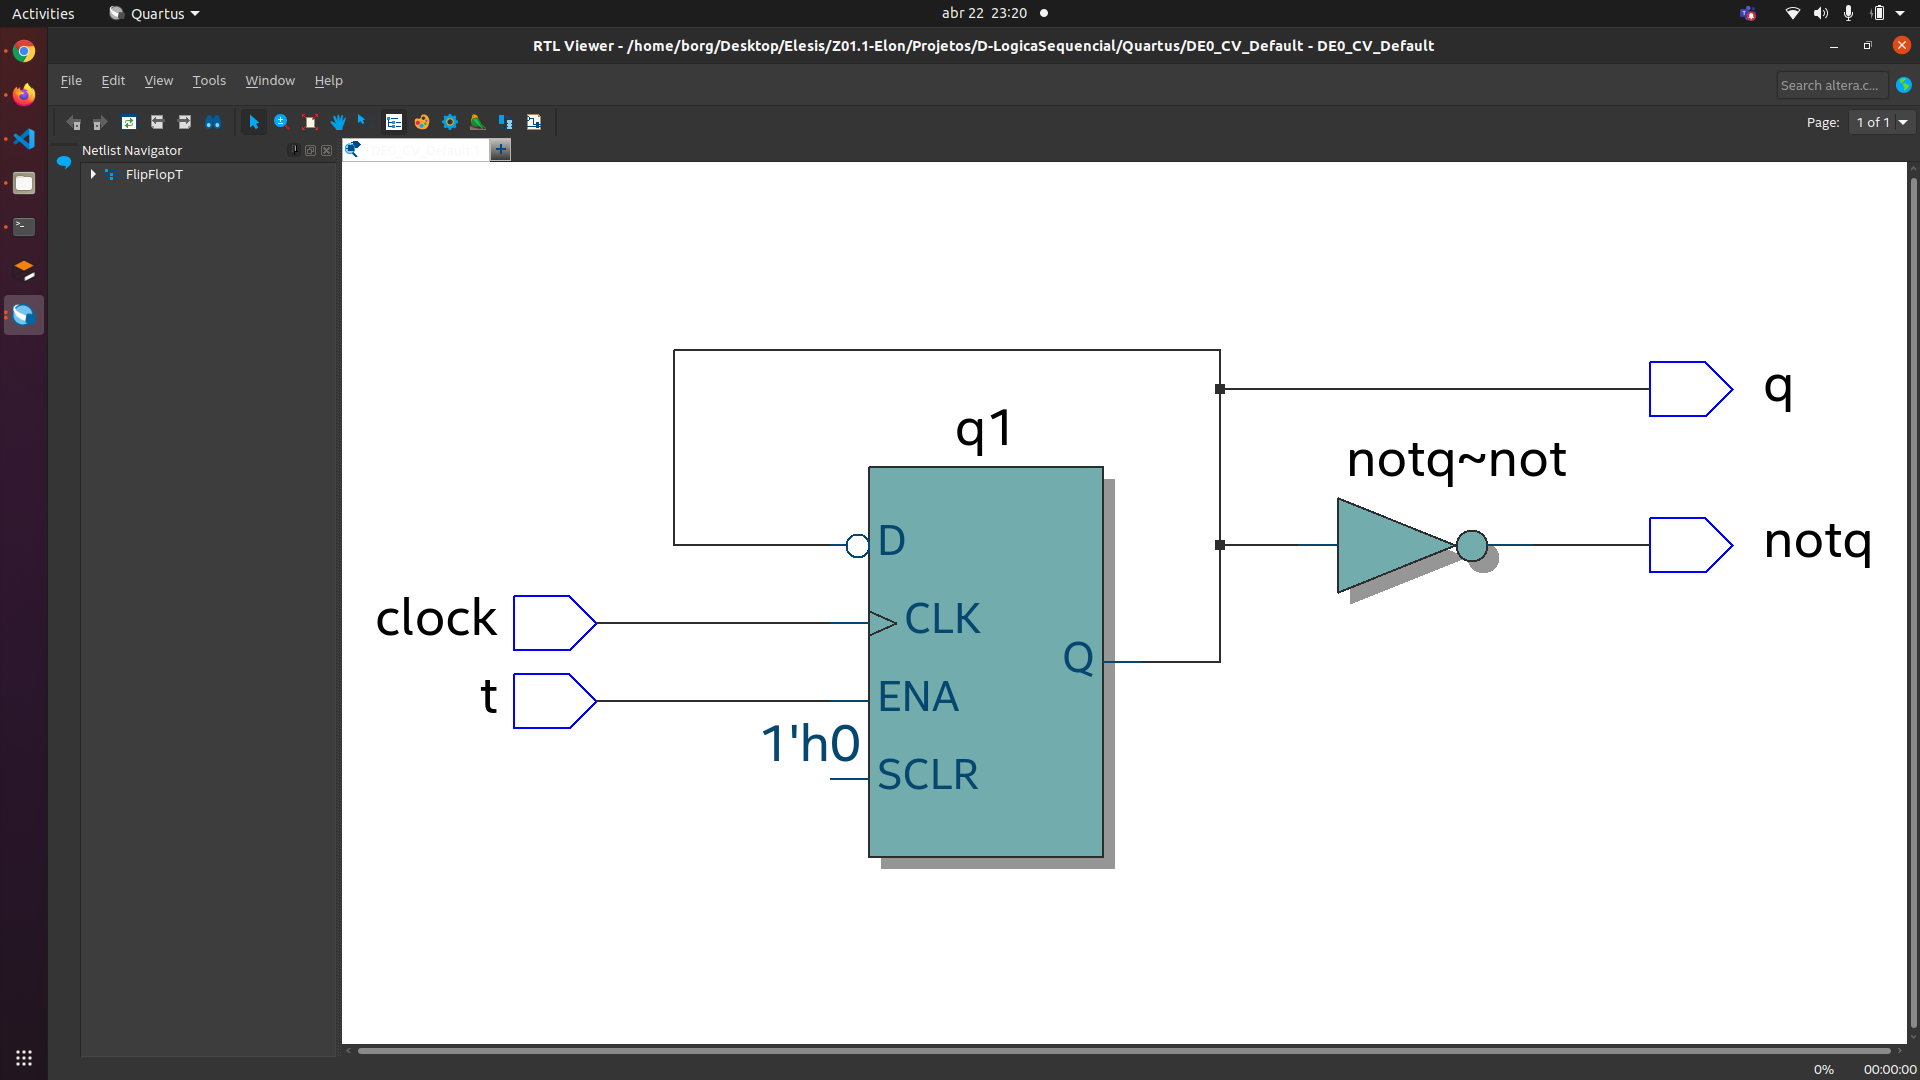 Activities
Quartus
abr 22 23:20
RTL Viewer - /home/borg/Desktop/Elesis/Z01.1-Elon/Projetos/D-LogicaSequencial/Quartus/DE0_CV_Default - DE0_CV_Default
File Edit View Tools Window Help
Search altera.c...
Page: 1 of 1
Netlist Navigator
FlipFlopT
q
q1
notq~not
D
notq
clock
CLK
Q
t
ENA
1'h0
SCLR
0% 00:00:00